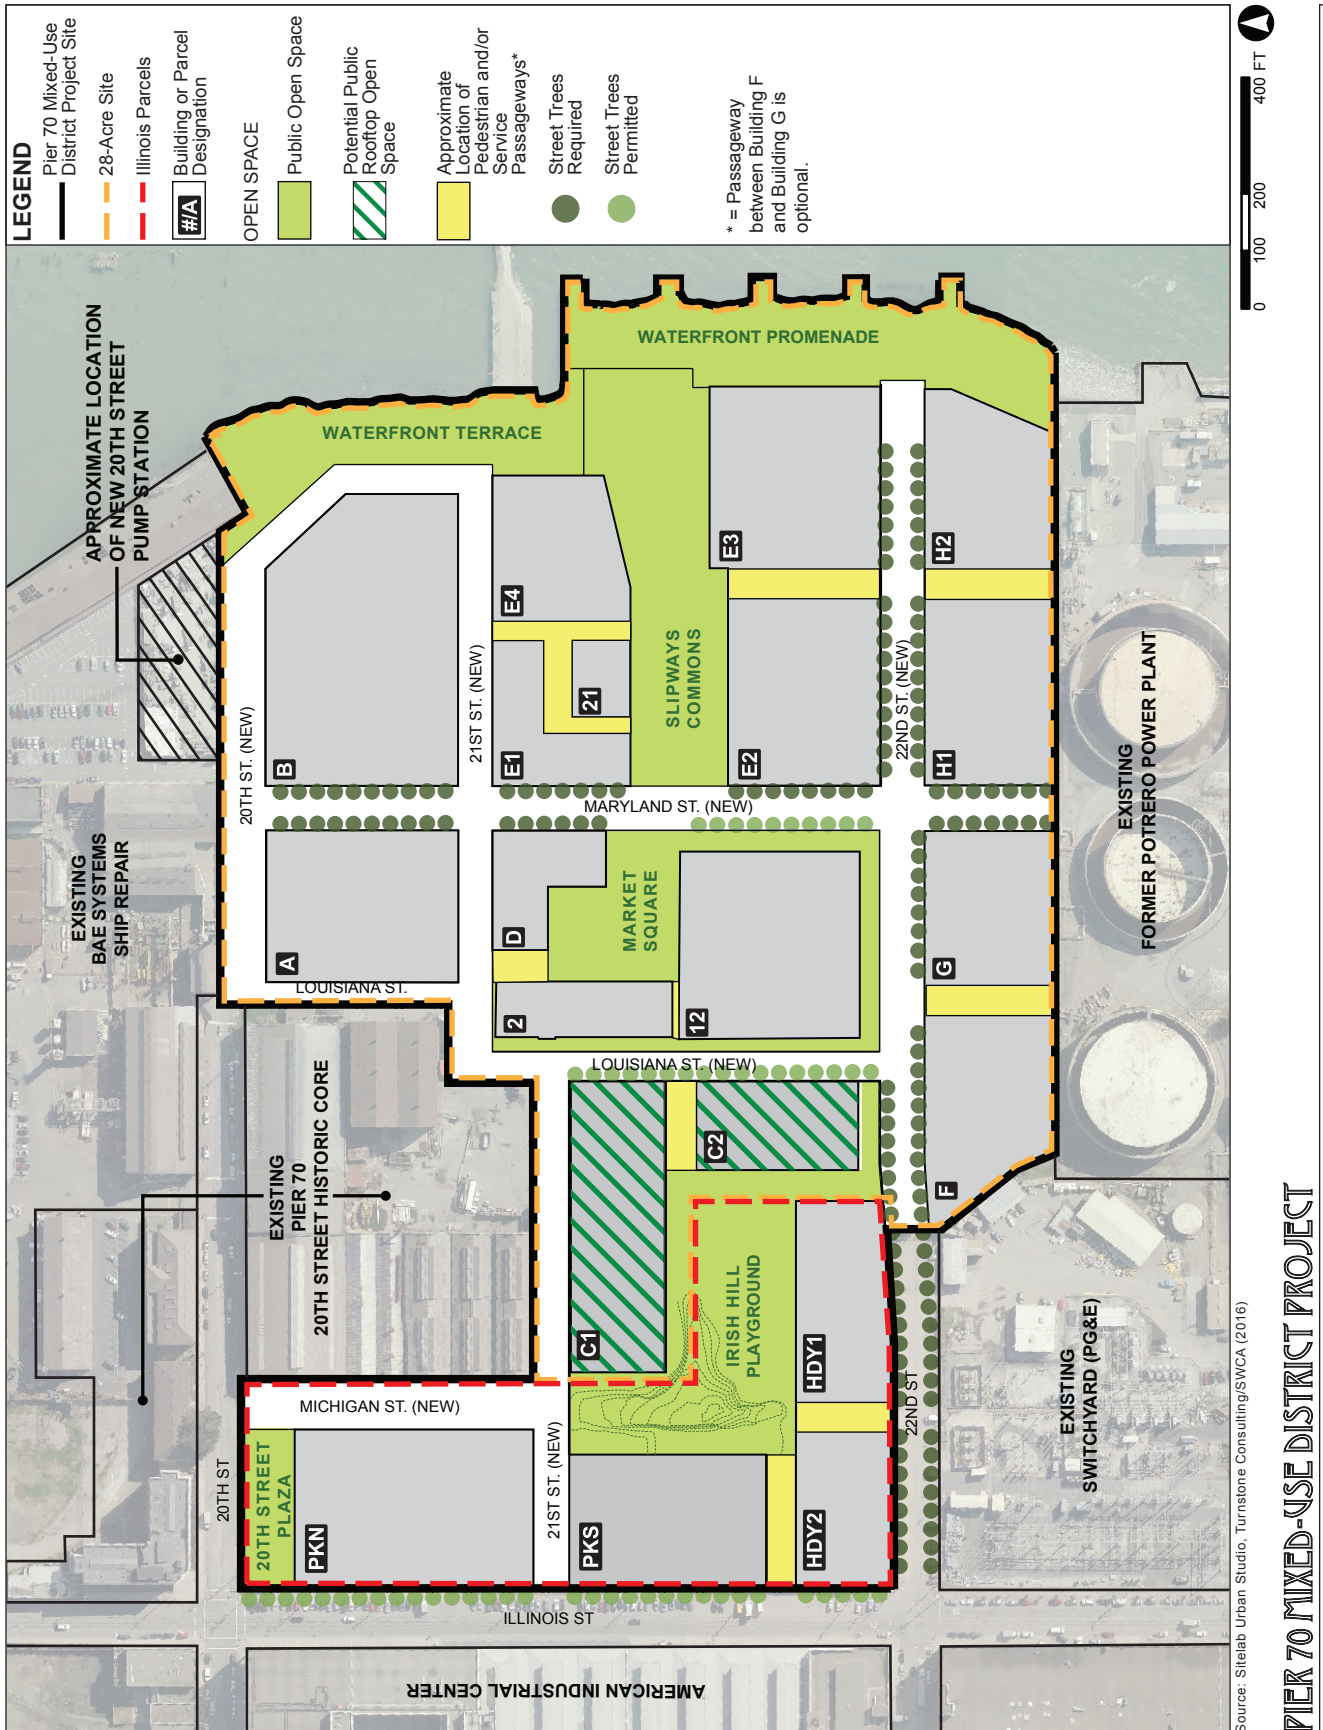 LEGEND
Pier 70 Mixed-Use
District Project Site
28-Acre Site
Illinois Parcels
#/A
Building or Parcel
Designation
OPEN SPACE
Public Open Space
Potential Public
Rooftop Open
Space
Approximate
Location of
Pedestrian and/or
Service
Passageways*
Street Trees
Required
Street Trees
Permitted
* = Passageway
between Building F
and Building G is
optional.
0
100
200
400 FT
APPROXIMATE LOCATION
OF NEW 20TH STREET
PUMP STATION
EXISTING
BAE SYSTEMS
SHIP REPAIR
EXISTING
PIER 70
20TH STREET HISTORIC CORE
WATERFRONT TERRACE
WATERFRONT PROMENADE
20TH ST. (NEW)
B
A
LOUISIANA ST.
21ST ST. (NEW)
E4
21
E1
SLIPWAYS
COMMONS
E3
E2
22ND ST. (NEW)
H2
H1
MARYLAND ST. (NEW)
D
MARKET
SQUARE
2
12
G
F
LOUISIANA ST. (NEW)
C1
C2
IRISH HILL
PLAYGROUND
HDY1
HDY2
22ND ST
MICHIGAN ST. (NEW)
20TH ST
20TH STREET
PLAZA
PKN
21ST ST. (NEW)
PKS
ILLINOIS ST
AMERICAN INDUSTRIAL CENTER
EXISTING
FORMER POTRERO POWER PLANT
EXISTING
SWITCHYARD (PG&E)
Source: Sitelab Urban Studio, Turnstone Consulting/SWCA (2016)
PIER 70 MIXED-USE DISTRICT PROJECT